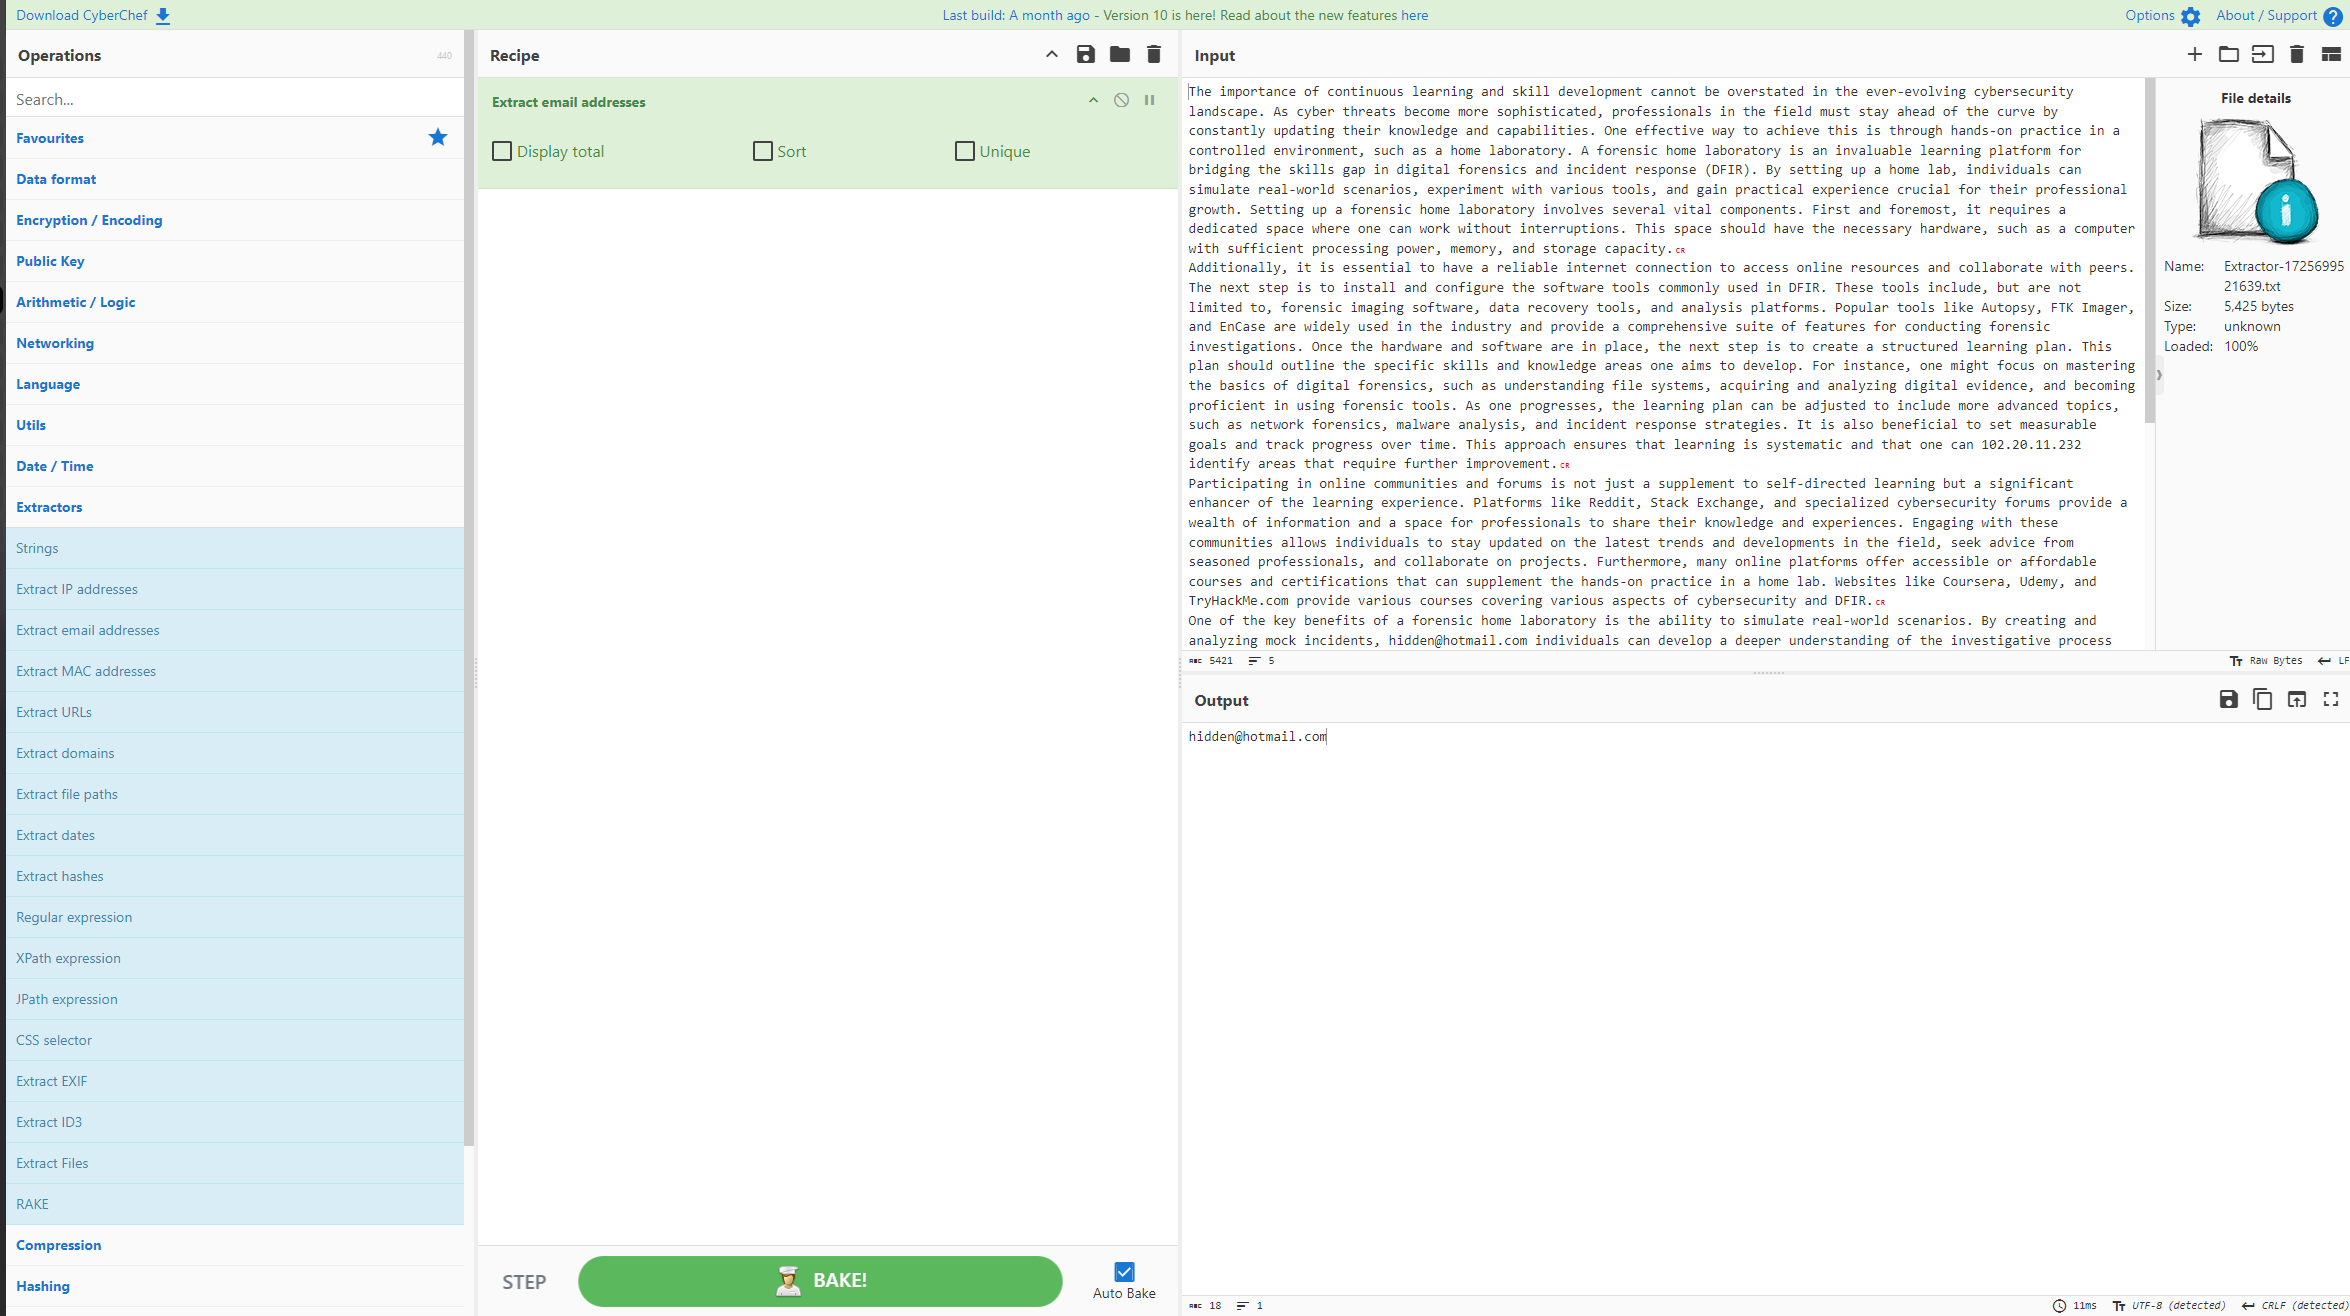 Download CyberChef
Last build: A month ago - Version 10 is here! Read about the new features here
Options
About / Support
Operations
440
Search...
Favourites
Data format
Encryption / Encoding
Public Key
Arithmetic / Logic
Networking
Language
Utils
Date / Time
Extractors
Strings
Extract IP addresses
Extract email addresses
Extract MAC addresses
Extract URLs
Extract domains
Extract file paths
Extract dates
Extract hashes
Regular expression
XPath expression
JPath expression
CSS selector
Extract EXIF
Extract ID3
Extract Files
RAKE
Compression
Hashing
Recipe
Extract email addresses
Display total
Sort
Unique
STEP
BAKE!
Auto Bake
Input
The importance of continuous learning and skill development cannot be overstated in the ever-evolving cybersecurity
landscape. As cyber threats become more sophisticated, professionals in the field must stay ahead of the curve by
constantly updating their knowledge and capabilities. One effective way to achieve this is through hands-on practice in a
controlled environment, such as a home laboratory. A forensic home laboratory is an invaluable learning platform for
bridging the skills gap in digital forensics and incident response (DFIR). By setting up a home lab, individuals can
simulate real-world scenarios, experiment with various tools, and gain practical experience crucial for their professional
growth. Setting up a forensic home laboratory involves several vital components. First and foremost, it requires a
dedicated space where one can work without interruptions. This space should have the necessary hardware, such as a computer
with sufficient processing power, memory, and storage capacity.CR
Additionally, it is essential to have a reliable internet connection to access online resources and collaborate with peers.
The next step is to install and configure the software tools commonly used in DFIR. These tools include, but are not
limited to, forensic imaging software, data recovery tools, and analysis platforms. Popular tools like Autopsy, FTK Imager,
and EnCase are widely used in the industry and provide a comprehensive suite of features for conducting forensic
investigations. Once the hardware and software are in place, the next step is to create a structured learning plan. This
plan should outline the specific skills and knowledge areas one aims to develop. For instance, one might focus on mastering
the basics of digital forensics, such as understanding file systems, acquiring and analyzing digital evidence, and becoming
proficient in using forensic tools. As one progresses, the learning plan can be adjusted to include more advanced topics,
such as network forensics, malware analysis, and incident response strategies. It is also beneficial to set measurable
goals and track progress over time. This approach ensures that learning is systematic and that one can 102.20.11.232
identify areas that require further improvement.CR
Participating in online communities and forums is not just a supplement to self-directed learning but a significant
enhancer of the learning experience. Platforms like Reddit, Stack Exchange, and specialized cybersecurity forums provide a
wealth of information and a space for professionals to share their knowledge and experiences. Engaging with these
communities allows individuals to stay updated on the latest trends and developments in the field, seek advice from
seasoned professionals, and collaborate on projects. Furthermore, many online platforms offer accessible or affordable
courses and certifications that can supplement the hands-on practice in a home lab. Websites like Coursera, Udemy, and
TryHackMe.com provide various courses covering various aspects of cybersecurity and DFIR.CR
One of the key benefits of a forensic home laboratory is the ability to simulate real-world scenarios. By creating and
analyzing mock incidents, hidden@hotmail.com individuals can develop a deeper understanding of the investigative process
File details
Name: Extractor-17256995
21639.txt
Size: 5,425 bytes
Type: unknown
Loaded: 100%
ABC 5421 5
Tт Raw Bytes LF
Output
hidden@hotmail.com
ABC 18 1
11ms Tт UTF-8 (detected) CRLF (detected)